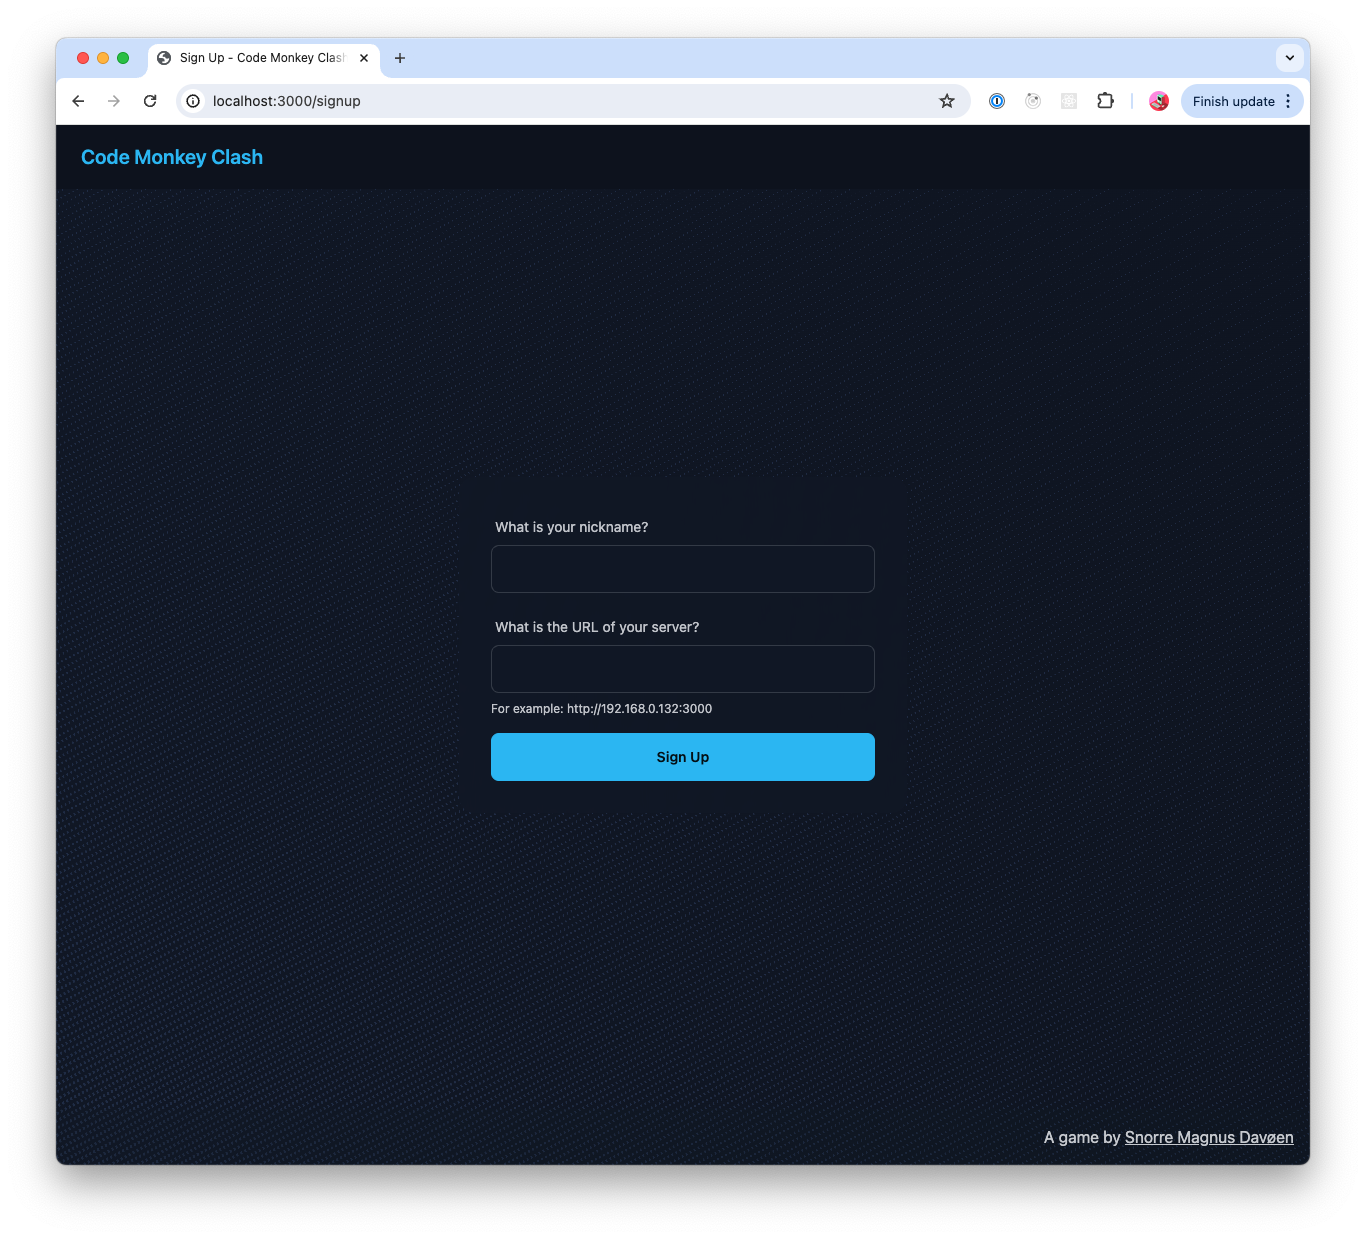 Sign Up - Code Monkey Clas
localhost:3000/signup
Finish update
Code Monkey Clash
What is your nickname?
What is the URL of your server?
For example: http://192.168.0.132:3000
Sign Up
A game by Snorre Magnus Davøen